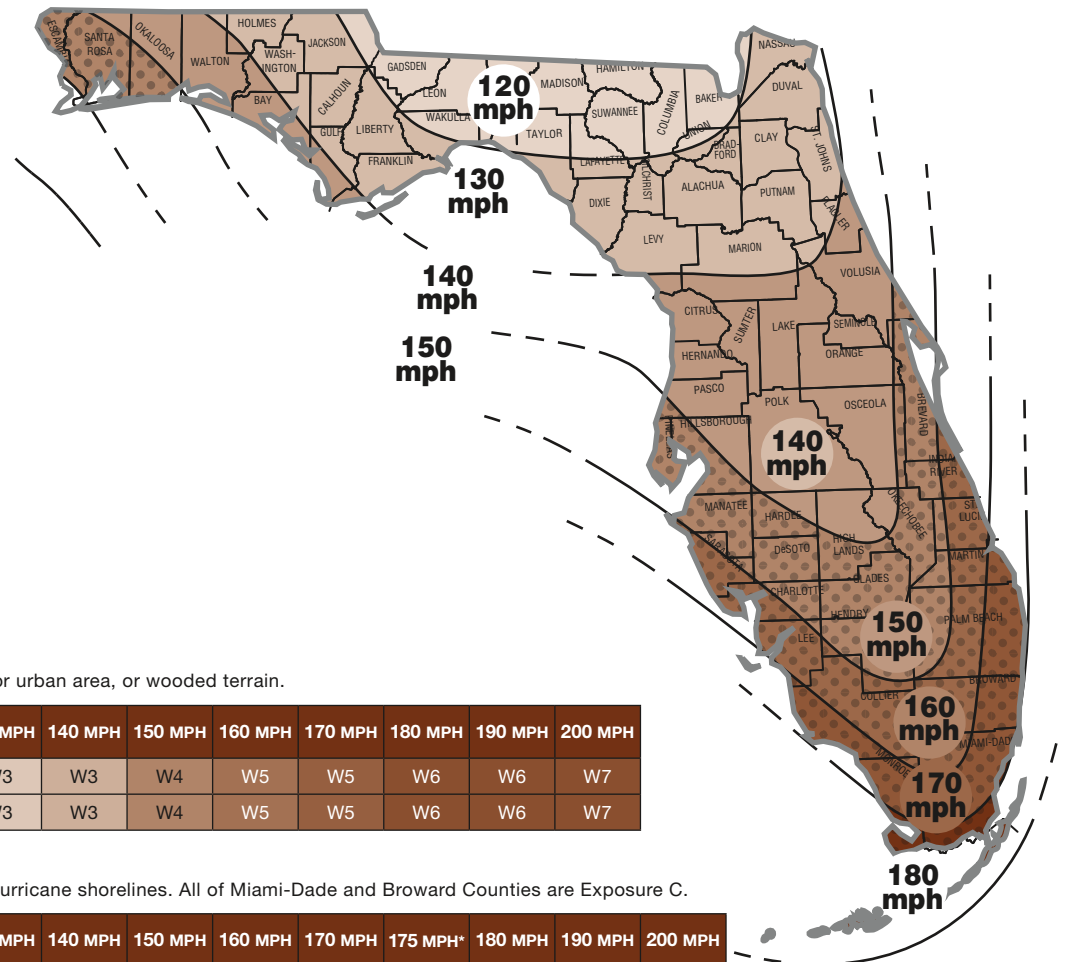 HOLMES
ESCAMBIA
SANTA
ROSA
OKALOOSA
WALTON
WASH-
INGTON
JACKSON
BAY
CALHOUN
GULF
LIBERTY
FRANKLIN
GADSDEN
LEON
WAKULLA
120
mph
MADISON
TAYLOR
HAMILTON
SUWANNEE
LAFAYETTE
DIXIE
COLUMBIA
BAKER
UNION
NASSAU
DUVAL
BRAD-
FORD
CLAY
ST. JOHNS
GILCHRIST
ALACHUA
PUTNAM
FLAGLER
LEVY
MARION
VOLUSIA
130
mph
140
mph
150
mph
CITRUS
SUMTER
LAKE
SEMINOLE
HERNANDO
ORANGE
PASCO
POLK
OSCEOLA
BREVARD
HILLSBOROUGH
140
mph
INDIAN
RIVER
MANATEE
HARDEE
OKEECHOBEE
ST.
LUCI
SARASOTA
DeSOTO
HIGH
LANDS
MARTIN
CHARLOTTE
GLADES
LEE
HENDRY
150
mph
PALM BEACH
COLLIER
BROWARD
160
mph
MONROE
MIAMI-DAD
170
mph
180
mph
or urban area, or wooded terrain.
MPH 140 MPH 150 MPH 160 MPH 170 MPH 180 MPH 190 MPH 200 MPH
/3 W3 W4 W5 W5 W6 W6 W7
/3 W3 W4 W5 W5 W6 W6 W7
urricane shorelines. All of Miami-Dade and Broward Counties are Exposure C.
MPH 140 MPH 150 MPH 160 MPH 170 MPH 175 MPH* 180 MPH 190 MPH 200 MPH